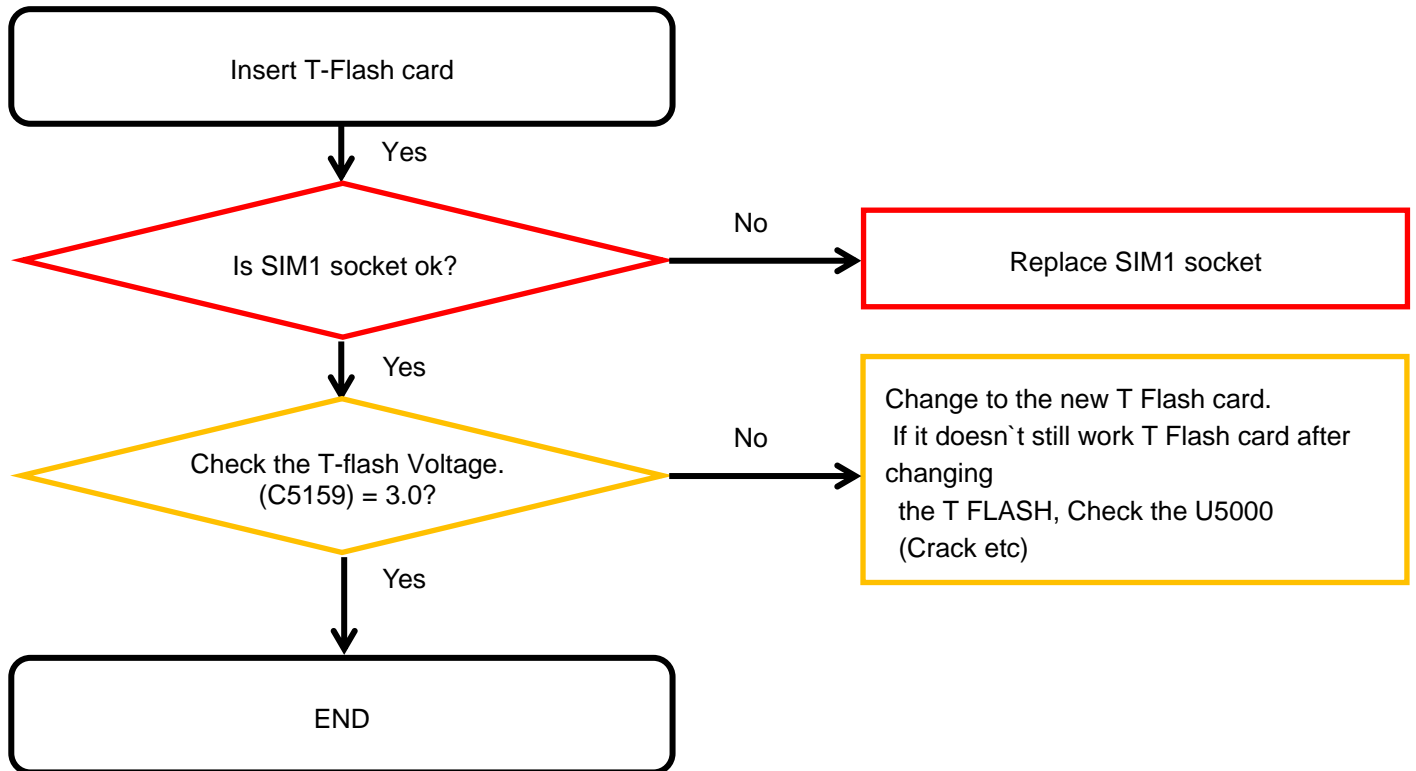 Insert T-Flash card
Yes
Is SIM1 socket ok?
No
Replace SIM1 socket
Yes
Check the T-flash Voltage.
(C5159) = 3.0?
No
Change to the new T Flash card.
If it doesn`t still work T Flash card after
changing
the T FLASH, Check the U5000
(Crack etc)
Yes
END